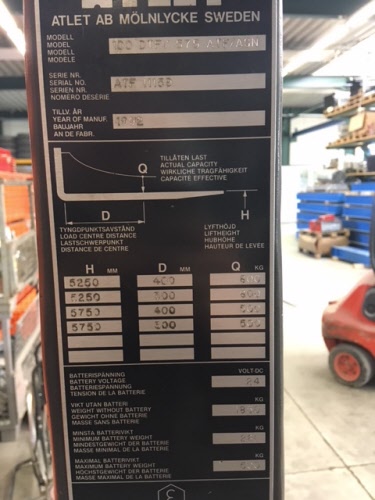 ATLET
ATLET AB MÖLNLYCKE SWEDEN
MODELL
MODEL
MODELL
MODELE
SERIE NR.
SERIAL NO.
SERIEN NR.
NOMERO DESERIE
TILLV. ÅR
YEAR OF MANUF.
BAUJAHR
AN DE FABR.
TILLÅTEN LAST
ACTUAL CAPACITY
WIRKLICHE TRAGFÄHIGKEIT
CAPACITE EFFECTIVE
Q
D
H
TYNGDPUNKTSAVSTÅND
LOAD CENTRE DISTANCE
LASTSCHWERPUNKT
DISTANCE DE CENTRE
LYFTHÖJD
LIFTHEIGHT
HUBHÖHE
HAUTEUR DE LEVEE
H MM D MM Q KG
5250 400
5250
5750 400 500
5750 500
BATTERISPÄNNING
BATTERY VOLTAGE
BATTERIESPANNUNG
TENSION DE LA BATTERIE
VOLT-DC
24
VIKT UTAN BATTERI
WEIGHT WITHOUT BATTERY
GEWICHT OHNE BATTERIE
MASSE SANS BATTERIE
KG
MINSTA BATTERIVIKT
MINIMUM BATTERY WEIGHT
MINDESTGEWICHT DER BATTERIE
MASSE MINIMAL DE LA BATTERIE
KG
MAXIMAL BATTERIVIKT
MAXIMUM BATTERY WEIGHT
HÖCHSTGEWICHT DER BATTERIE
MASSE MAXIMAL DE LA BATTERIE
KG